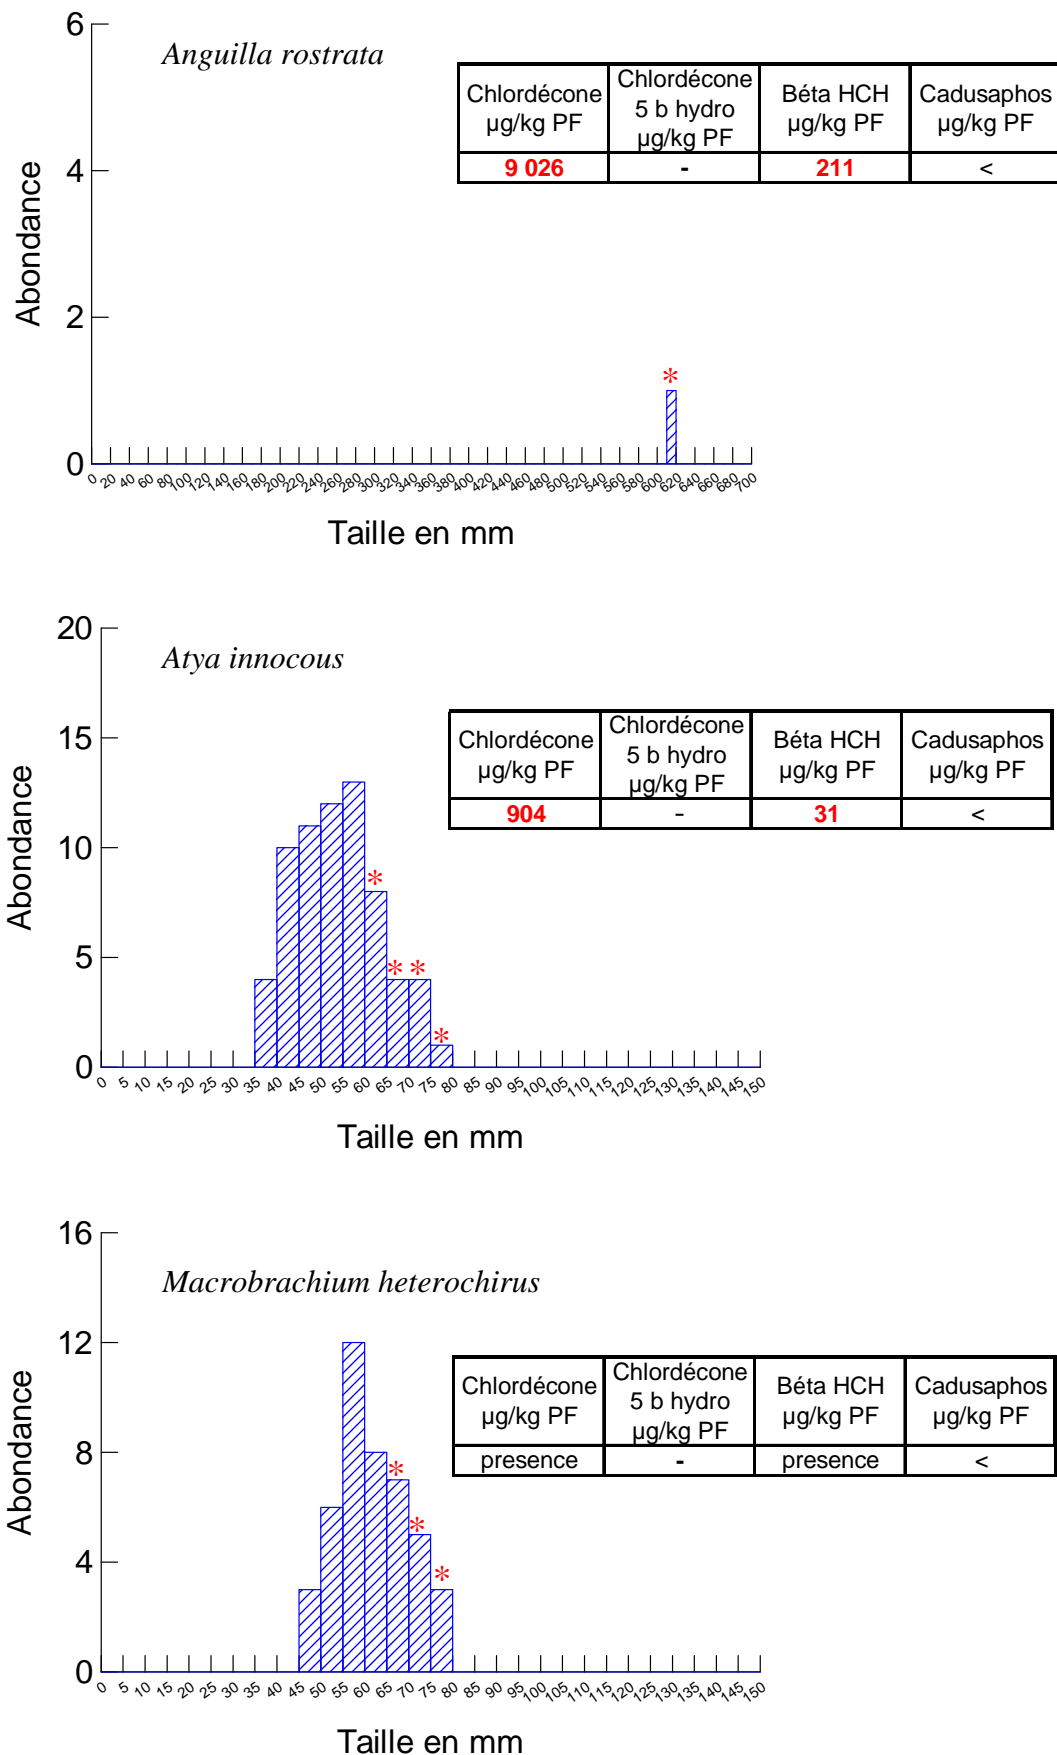 6
Anguilla rostrata
Chlordécone µg/kg PF
Chlordécone 5 b hydro µg/kg PF
Béta HCH µg/kg PF
Cadusaphos µg/kg PF
9 026 - 211 <
4
Abondance
2
*
0
0 20 40 60 80 100 120 140 160 180 200 220 240 260 280 300 320 340 360 380 400 420 440 460 480 500 520 540 560 580 600 620 640 660 680 700
Taille en mm
20
Atya innocous
Chlordécone µg/kg PF
Chlordécone 5 b hydro µg/kg PF
Béta HCH µg/kg PF
Cadusaphos µg/kg PF
904 - 31 <
15
Abondance
10
*
5
* *
*
0
0 5 10 15 20 25 30 35 40 45 50 55 60 65 70 75 80 85 90 95 100 105 110 115 120 125 130 135 140 145 150
Taille en mm
16
Macrobrachium heterochirus
12
Chlordécone µg/kg PF
Chlordécone 5 b hydro µg/kg PF
Béta HCH µg/kg PF
Cadusaphos µg/kg PF
presence - presence <
Abondance
8
*
*
*
4
0
0 5 10 15 20 25 30 35 40 45 50 55 60 65 70 75 80 85 90 95 100 105 110 115 120 125 130 135 140 145 150
Taille en mm